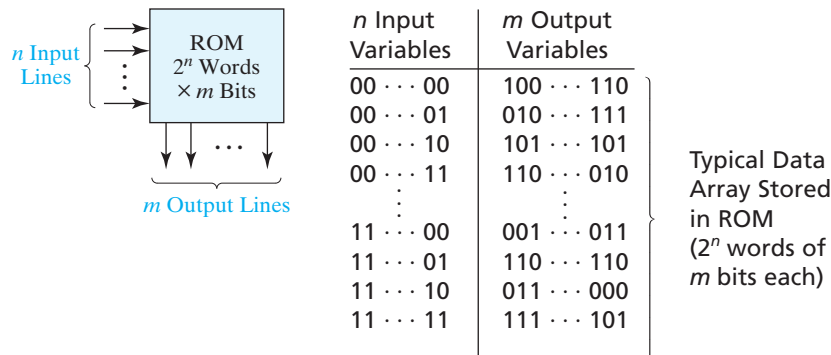 n Input
Lines
ROM
2ⁿ Words
× m Bits
m Output Lines
n Input
Variables
m Output
Variables
00 ··· 00 100 ··· 110
00 ··· 01 010 ··· 111
00 ··· 10 101 ··· 101
00 ··· 11 110 ··· 010
11 ··· 00 001 ··· 011
11 ··· 01 110 ··· 110
11 ··· 10 011 ··· 000
11 ··· 11 111 ··· 101
Typical Data
Array Stored
in ROM
(2ⁿ words of
m bits each)